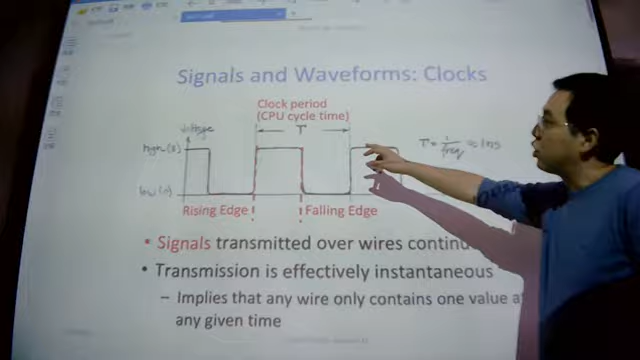 Signals and Waveforms: Clocks
Clock period
(CPU cycle time)
Voltage
T
high(1)
T = 1/freq ≈ 1ns
low(0)
Rising Edge
Falling Edge
• Signals transmitted over wires continu
• Transmission is effectively instantaneous
– Implies that any wire only contains one value a
any given time